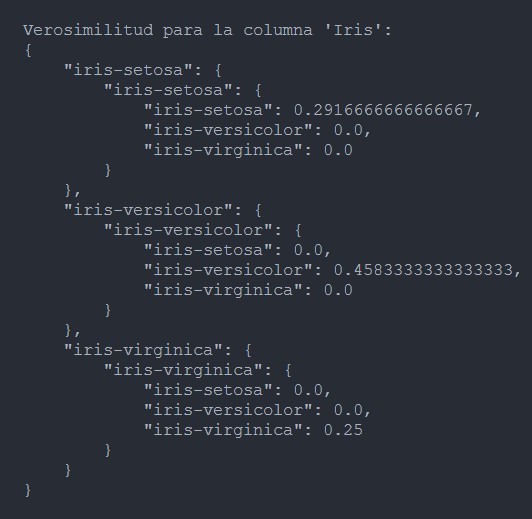 Verosimilitud para la columna 'Iris':
{
    "iris-setosa": {
        "iris-setosa": {
            "iris-setosa": 0.2916666666666667,
            "iris-versicolor": 0.0,
            "iris-virginica": 0.0
        }
    },
    "iris-versicolor": {
        "iris-versicolor": {
            "iris-setosa": 0.0,
            "iris-versicolor": 0.4583333333333333,
            "iris-virginica": 0.0
        }
    },
    "iris-virginica": {
        "iris-virginica": {
            "iris-setosa": 0.0,
            "iris-versicolor": 0.0,
            "iris-virginica": 0.25
        }
    }
}